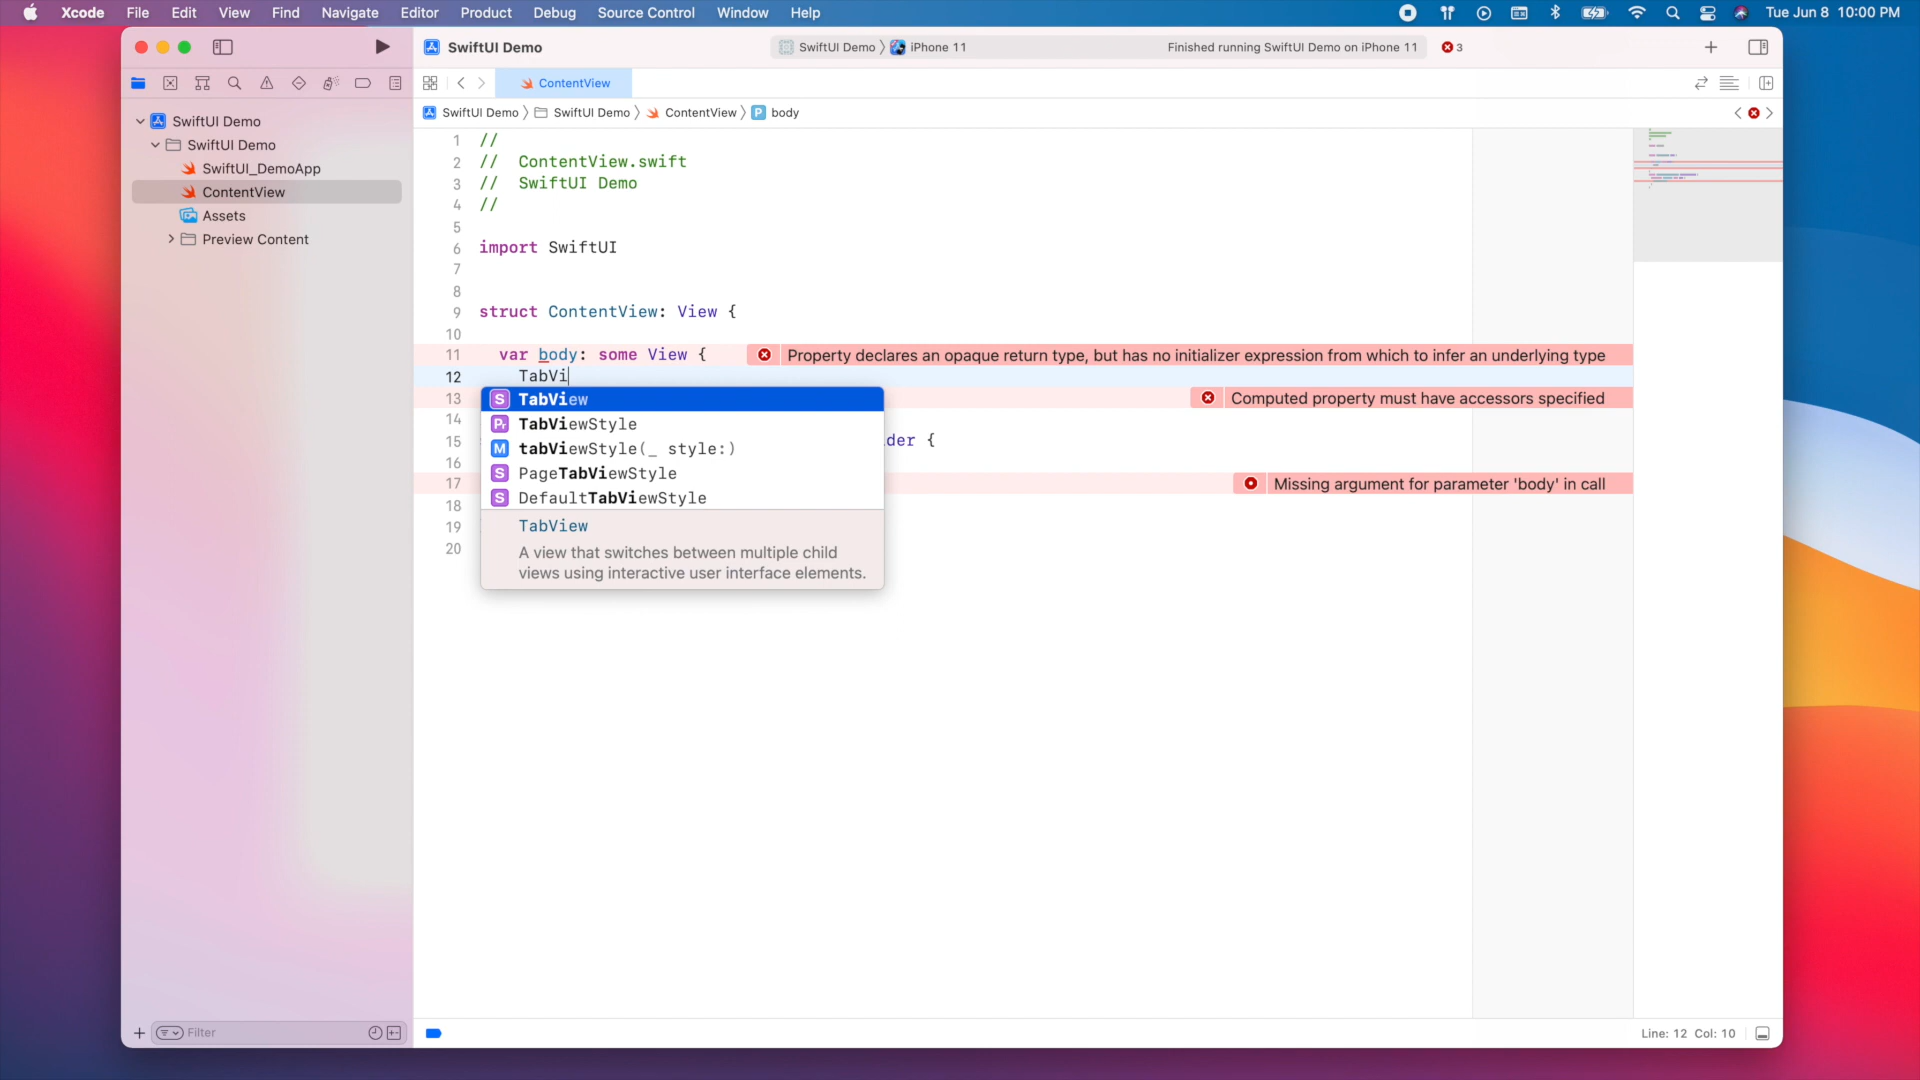 Xcode File Edit View Find Navigate Editor Product Debug Source Control Window Help Tue Jun 8 10:00 PM
SwiftUI Demo SwiftUI Demo iPhone 11 Finished running SwiftUI Demo on iPhone 11 3
ContentView
SwiftUI Demo SwiftUI Demo ContentView P body
SwiftUI Demo
SwiftUI Demo
SwiftUI_DemoApp
ContentView
Assets
Preview Content
1 //
2 // ContentView.swift
3 // SwiftUI Demo
4 //
5
6 import SwiftUI
7
8
9 struct ContentView: View {
10
11 var body: some View { Property declares an opaque return type, but has no initializer expression from which to infer an underlying type
12 TabVi
13 Computed property must have accessors specified
14
15 der {
16
17 Missing argument for parameter 'body' in call
18
19
20
S TabView
Pr TabViewStyle
M tabViewStyle(_ style:)
S PageTabViewStyle
S DefaultTabViewStyle
TabView
A view that switches between multiple child
views using interactive user interface elements.
Filter
Line: 12 Col: 10